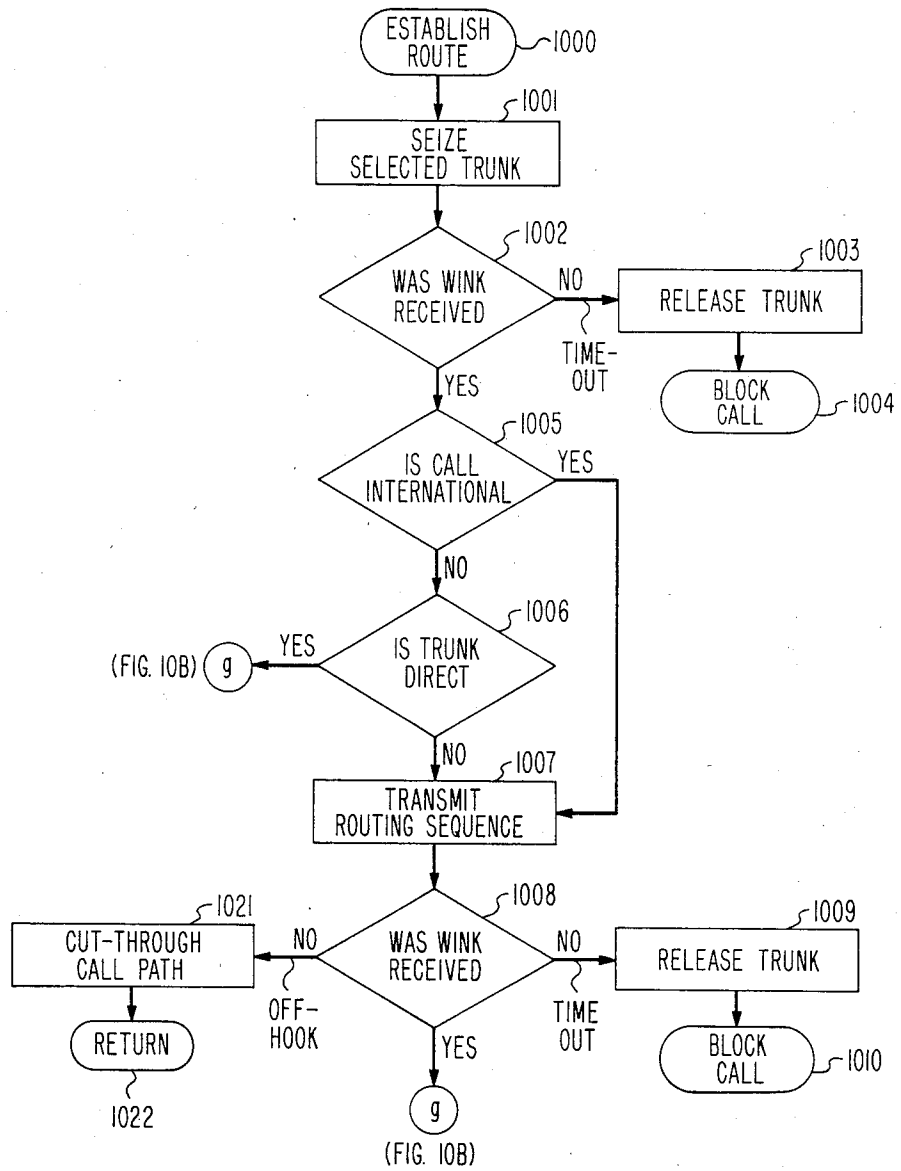 ESTABLISH
ROUTE
1000
1001
SEIZE
SELECTED TRUNK
1002
WAS WINK
RECEIVED
NO
TIME-
OUT
1003
RELEASE TRUNK
BLOCK
CALL
1004
YES
1005
IS CALL
INTERNATIONAL
YES
NO
1006
IS TRUNK
DIRECT
YES
(FIG. 10B)
g
NO
1007
TRANSMIT
ROUTING SEQUENCE
1008
WAS WINK
RECEIVED
NO
OFF-
HOOK
1021
CUT-THROUGH
CALL PATH
RETURN
1022
NO
TIME
OUT
1009
RELEASE TRUNK
BLOCK
CALL
1010
YES
g
(FIG. 10B)